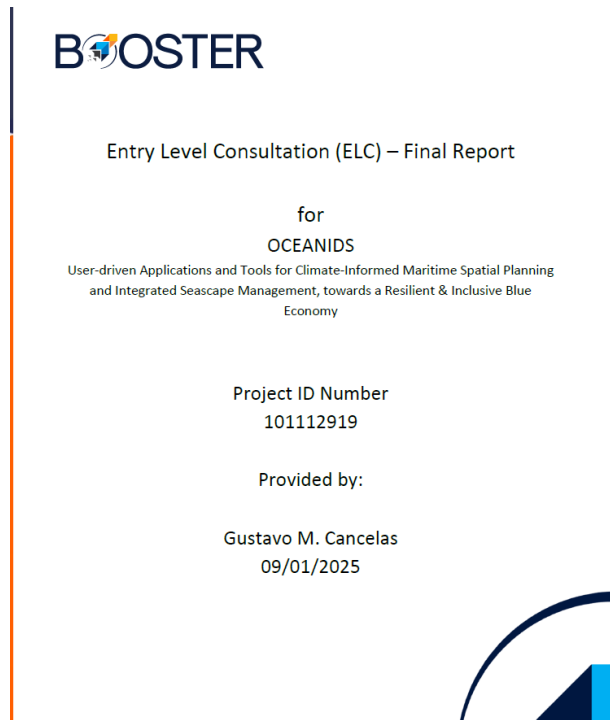 BOOSTER
Entry Level Consultation (ELC) – Final Report
for
OCEANIDS
User-driven Applications and Tools for Climate-Informed Maritime Spatial Planning
and Integrated Seascape Management, towards a Resilient & Inclusive Blue
Economy
Project ID Number
101112919
Provided by:
Gustavo M. Cancelas
09/01/2025